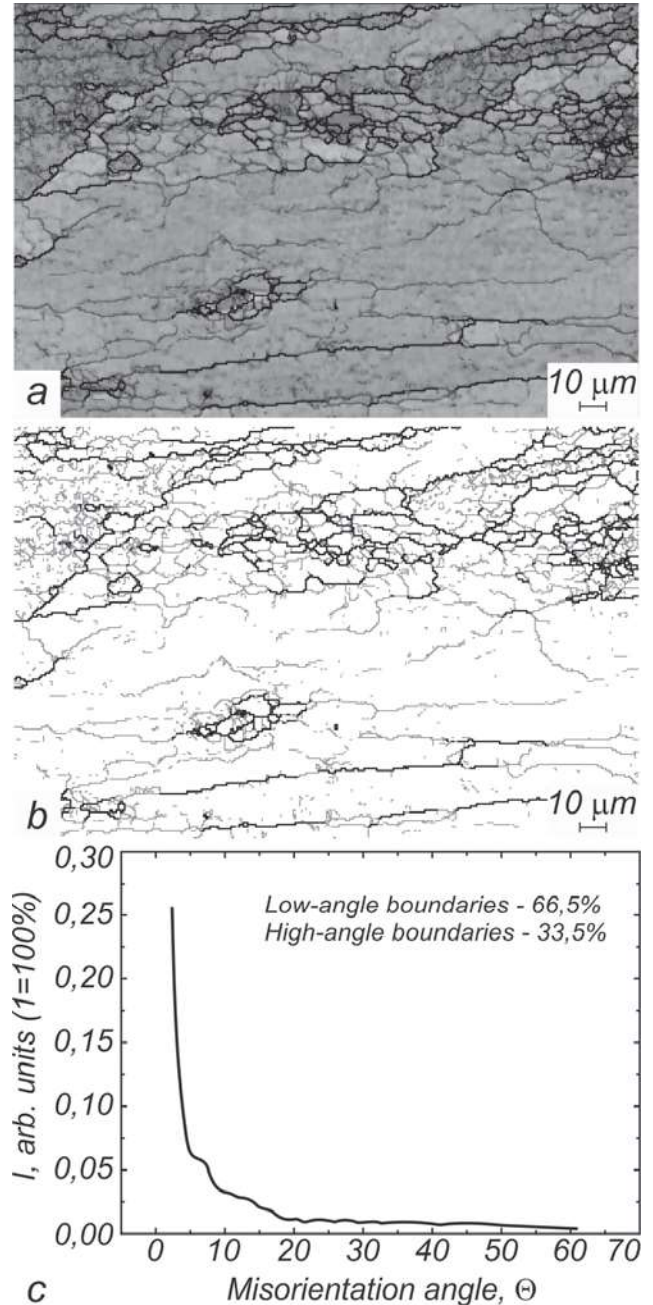 a
10 μm
b
10 μm
0,30
0,25
0,20
0,15
0,10
0,05
0,00
I, arb. units (1=100%)
Low-angle boundaries - 66,5%
High-angle boundaries - 33,5%
0 10 20 30 40 50 60 70
c
Misorientation angle, Θ